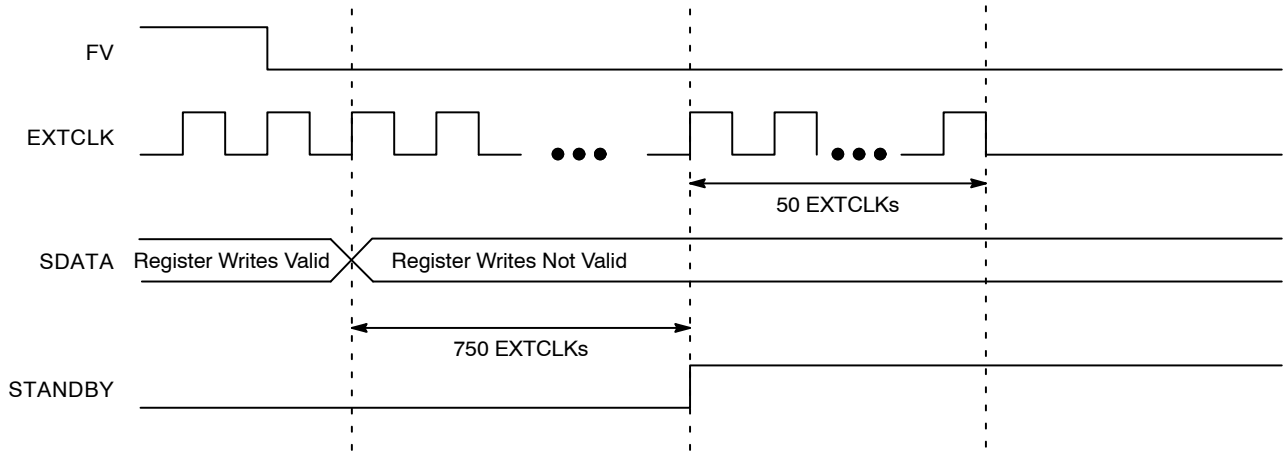 FV
EXTCLK
50 EXTCLKs
SDATA
Register Writes Valid
Register Writes Not Valid
750 EXTCLKs
STANDBY